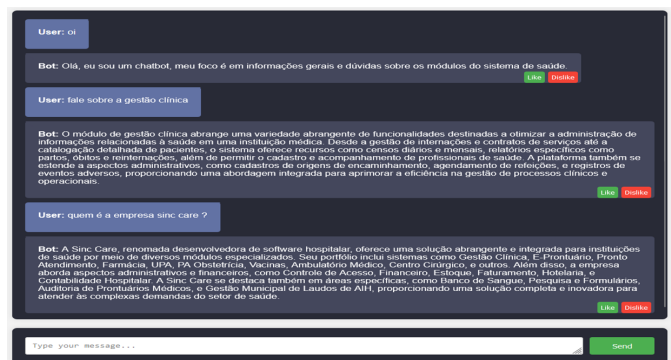 User: oi
Bot: Olá, eu sou um chatbot, meu foco é em informações gerais e dúvidas sobre os módulos do sistema de saúde.
Like Dislike
User: fale sobre a gestão clínica
Bot: O módulo de gestão clínica abrange uma variedade abrangente de funcionalidades destinadas a otimizar a administração de
informações relacionadas à saúde em uma instituição médica. Desde a gestão de internações e contratos de serviços até a
catalogação detalhada de pacientes, o sistema oferece recursos como censos diários e mensais, relatórios específicos como
partos, óbitos e reinternações, além de permitir o cadastro e acompanhamento de profissionais de saúde. A plataforma também se
estende a aspectos administrativos, como cadastros de origens de encaminhamento, agendamento de refeições, e registros de
eventos adversos, proporcionando uma abordagem integrada para aprimorar a eficiência na gestão de processos clínicos e
operacionais.
Like Dislike
User: quem é a empresa sinc care ?
Bot: A Sinc Care, renomada desenvolvedora de software hospitalar, oferece uma solução abrangente e integrada para instituições
de saúde por meio de diversos módulos especializados. Seu portfólio inclui sistemas como Gestão Clínica, E-Prontuário, Pronto
Atendimento, Farmácia, UPA, PA Obstetrícia, Vacinas, Ambulatório Médico, Centro Cirúrgico, e outros. Além disso, a empresa
aborda aspectos administrativos e financeiros, como Controle de Acesso, Financeiro, Estoque, Faturamento, Hotelaria, e
Contabilidade Hospitalar. A Sinc Care se destaca também em áreas específicas, como Banco de Sangue, Pesquisa e Formulários,
Auditoria de Prontuários Médicos, e Gestão Municipal de Laudos de AIH, proporcionando uma solução completa e inovadora para
atender às complexas demandas do setor de saúde.
Like Dislike
Type your message...
Send